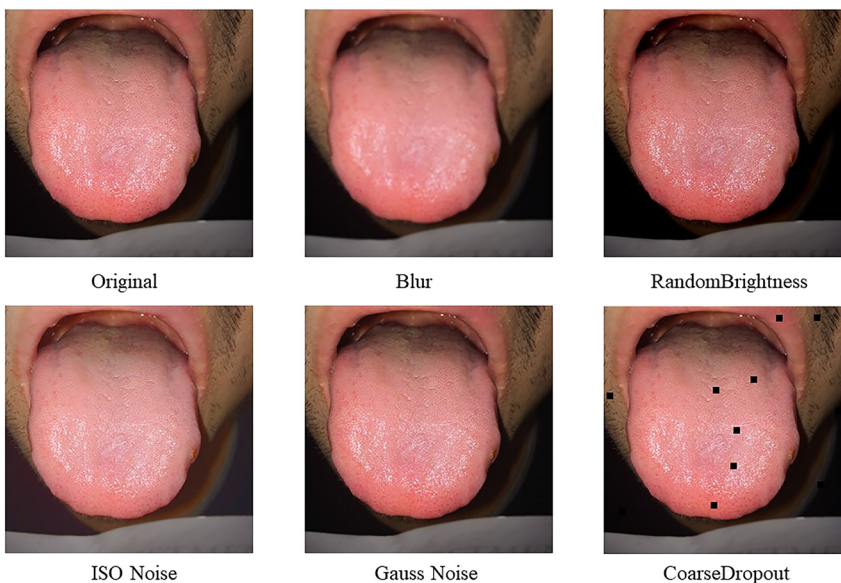 Original
Blur
RandomBrightness
ISO Noise
Gauss Noise
CoarseDropout